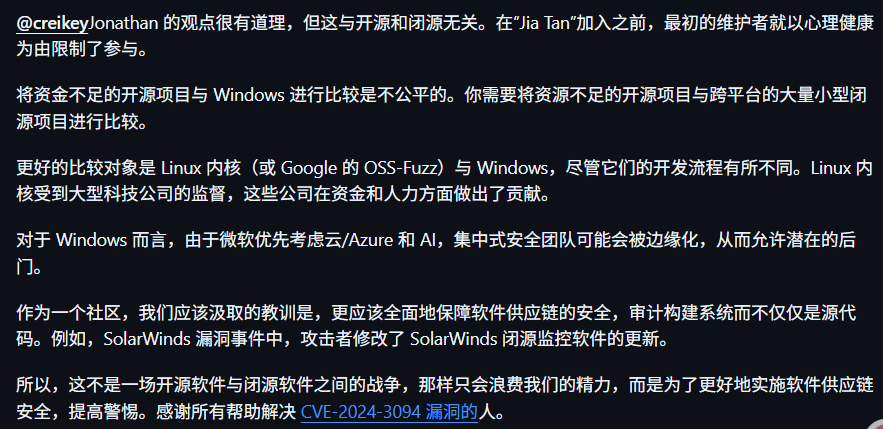 @creikeyJonathan 的观点很有道理，但这与开源和闭源无关。在“Jia Tan”加入之前，最初的维护者就以心理健康
为由限制了参与。
将资金不足的开源项目与 Windows 进行比较是不公平的。你需要将资源不足的开源项目与跨平台的大量小型闭
源项目进行比较。
更好的比较对象是 Linux 内核（或 Google 的 OSS-Fuzz）与 Windows，尽管它们的开发流程有所不同。Linux 内
核受到大型科技公司的监督，这些公司在资金和人力方面做出了贡献。
对于 Windows 而言，由于微软优先考虑云/Azure 和 AI，集中式安全团队可能会被边缘化，从而允许潜在的后
门。
作为一个社区，我们应该汲取的教训是，更应该全面地保障软件供应链的安全，审计构建系统而不仅仅是源代
码。例如，SolarWinds 漏洞事件中，攻击者修改了 SolarWinds 闭源监控软件的更新。
所以，这不是一场开源软件与闭源软件之间的战争，那样只会浪费我们的精力，而是为了更好地实施软件供应链
安全，提高警惕。感谢所有帮助解决 CVE-2024-3094 漏洞的人。